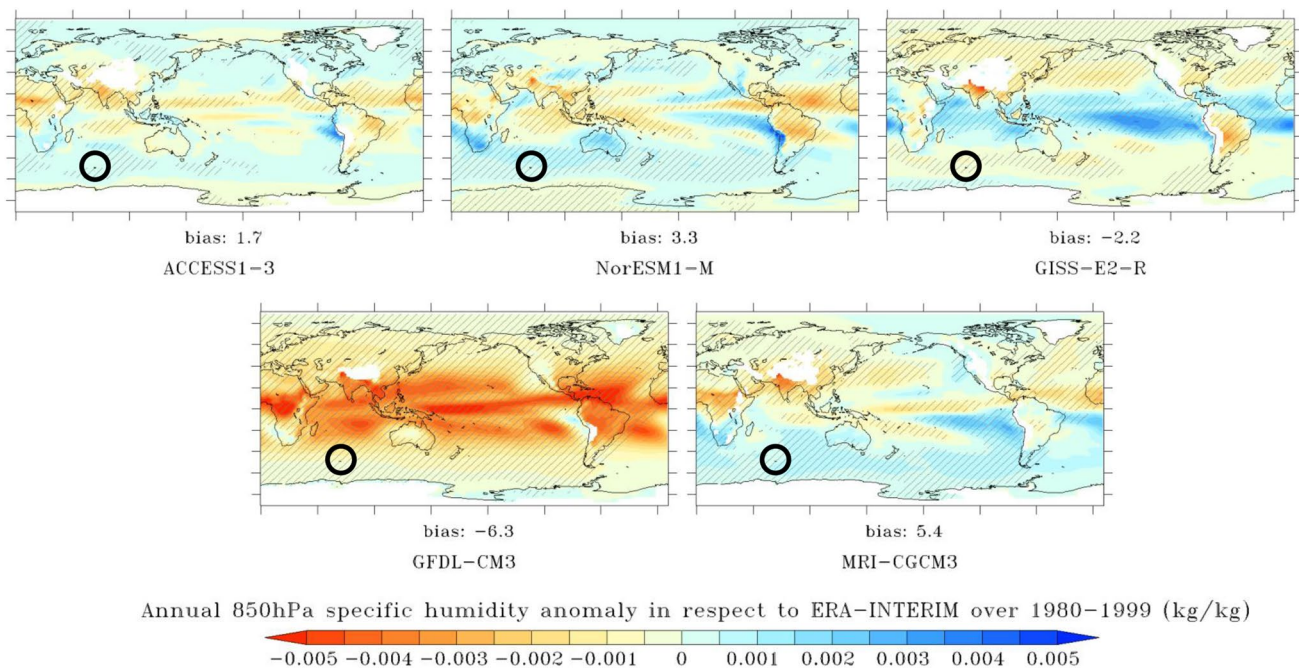 bias: 1.7
ACCESS1-3
bias: 3.3
NorESM1-M
bias: -2.2
GISS-E2-R
bias: -6.3
GFDL-CM3
bias: 5.4
MRI-CGCM3
Annual 850hPa specific humidity anomaly in respect to ERA-INTERIM over 1980-1999 (kg/kg)
-0.005 -0.004 -0.003 -0.002 -0.001 0 0.001 0.002 0.003 0.004 0.005